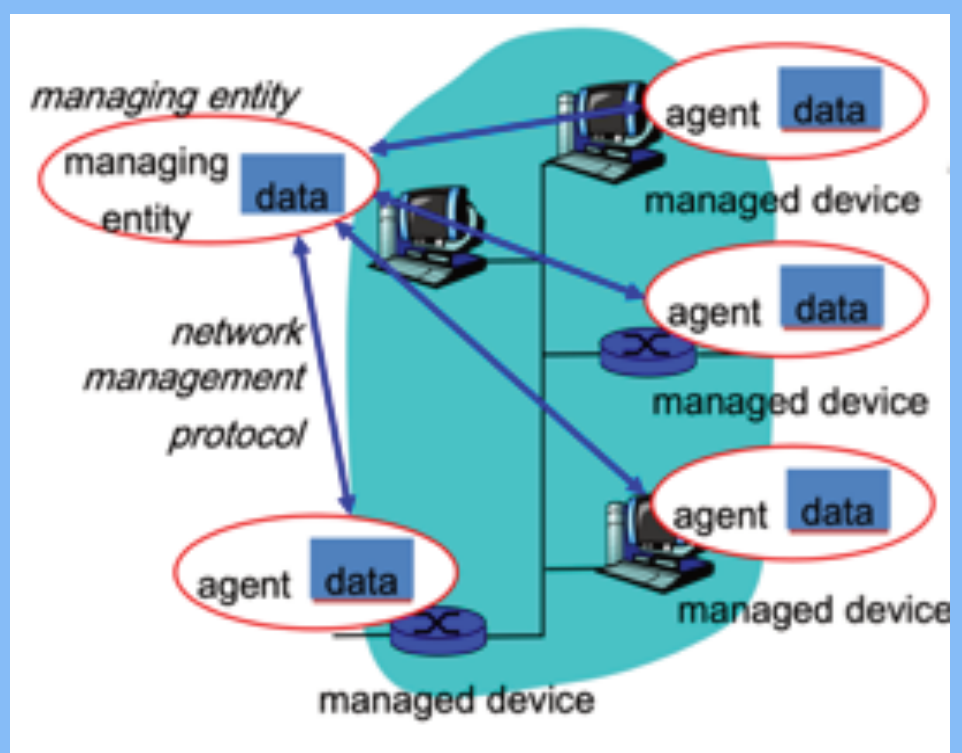 managing entity
managing
entity
data
agent data
managed device
agent data
managed device
network
management
protocol
agent data
managed device
agent data
managed device